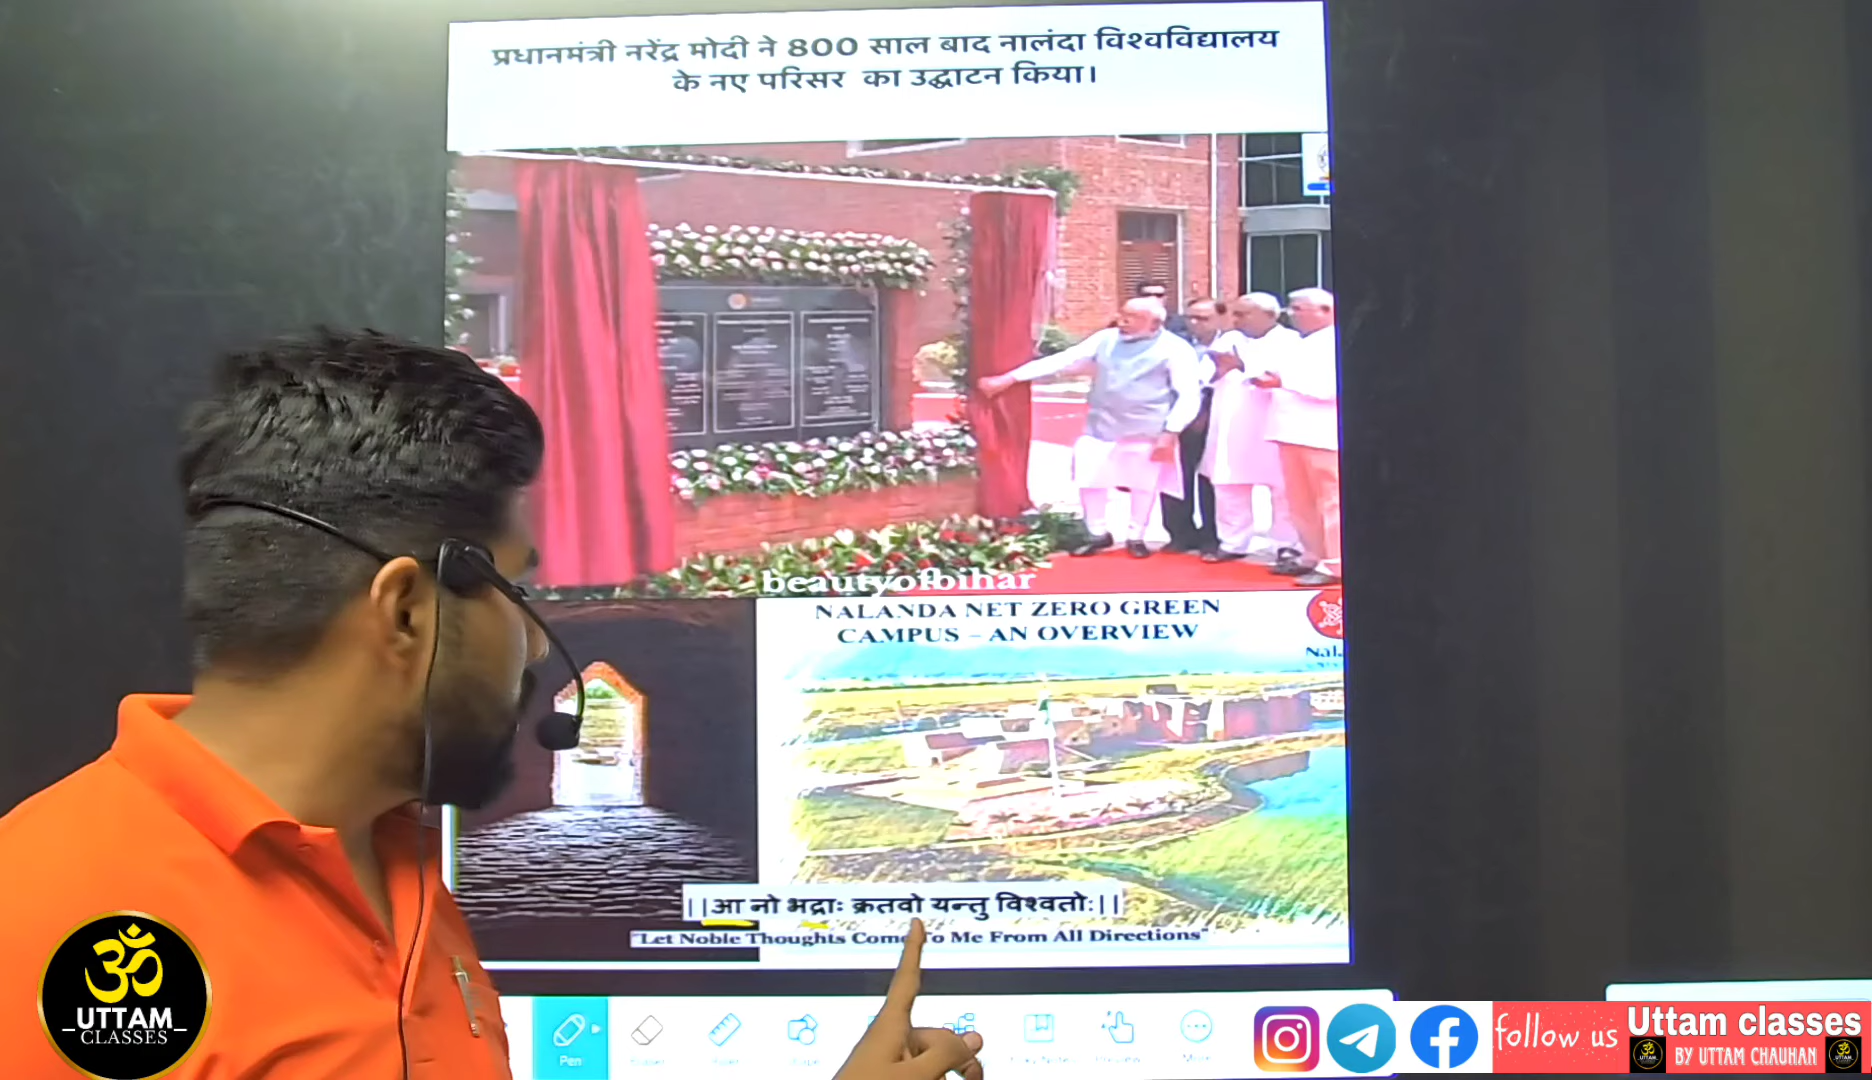 प्रधानमंत्री नरेंद्र मोदी ने 800 साल बाद नालंदा विश्वविद्यालय
के नए परिसर का उद्घाटन किया।
beautyofbihar
NALANDA NET ZERO GREEN
CAMPUS – AN OVERVIEW
||आ नो भद्राः क्रतवो यन्तु विश्वतोः||
"Let Noble Thoughts Come To Me From All Directions"
ॐ
UTTAM
CLASSES
Pen
follow us
Uttam classes
BY UTTAM CHAUHAN